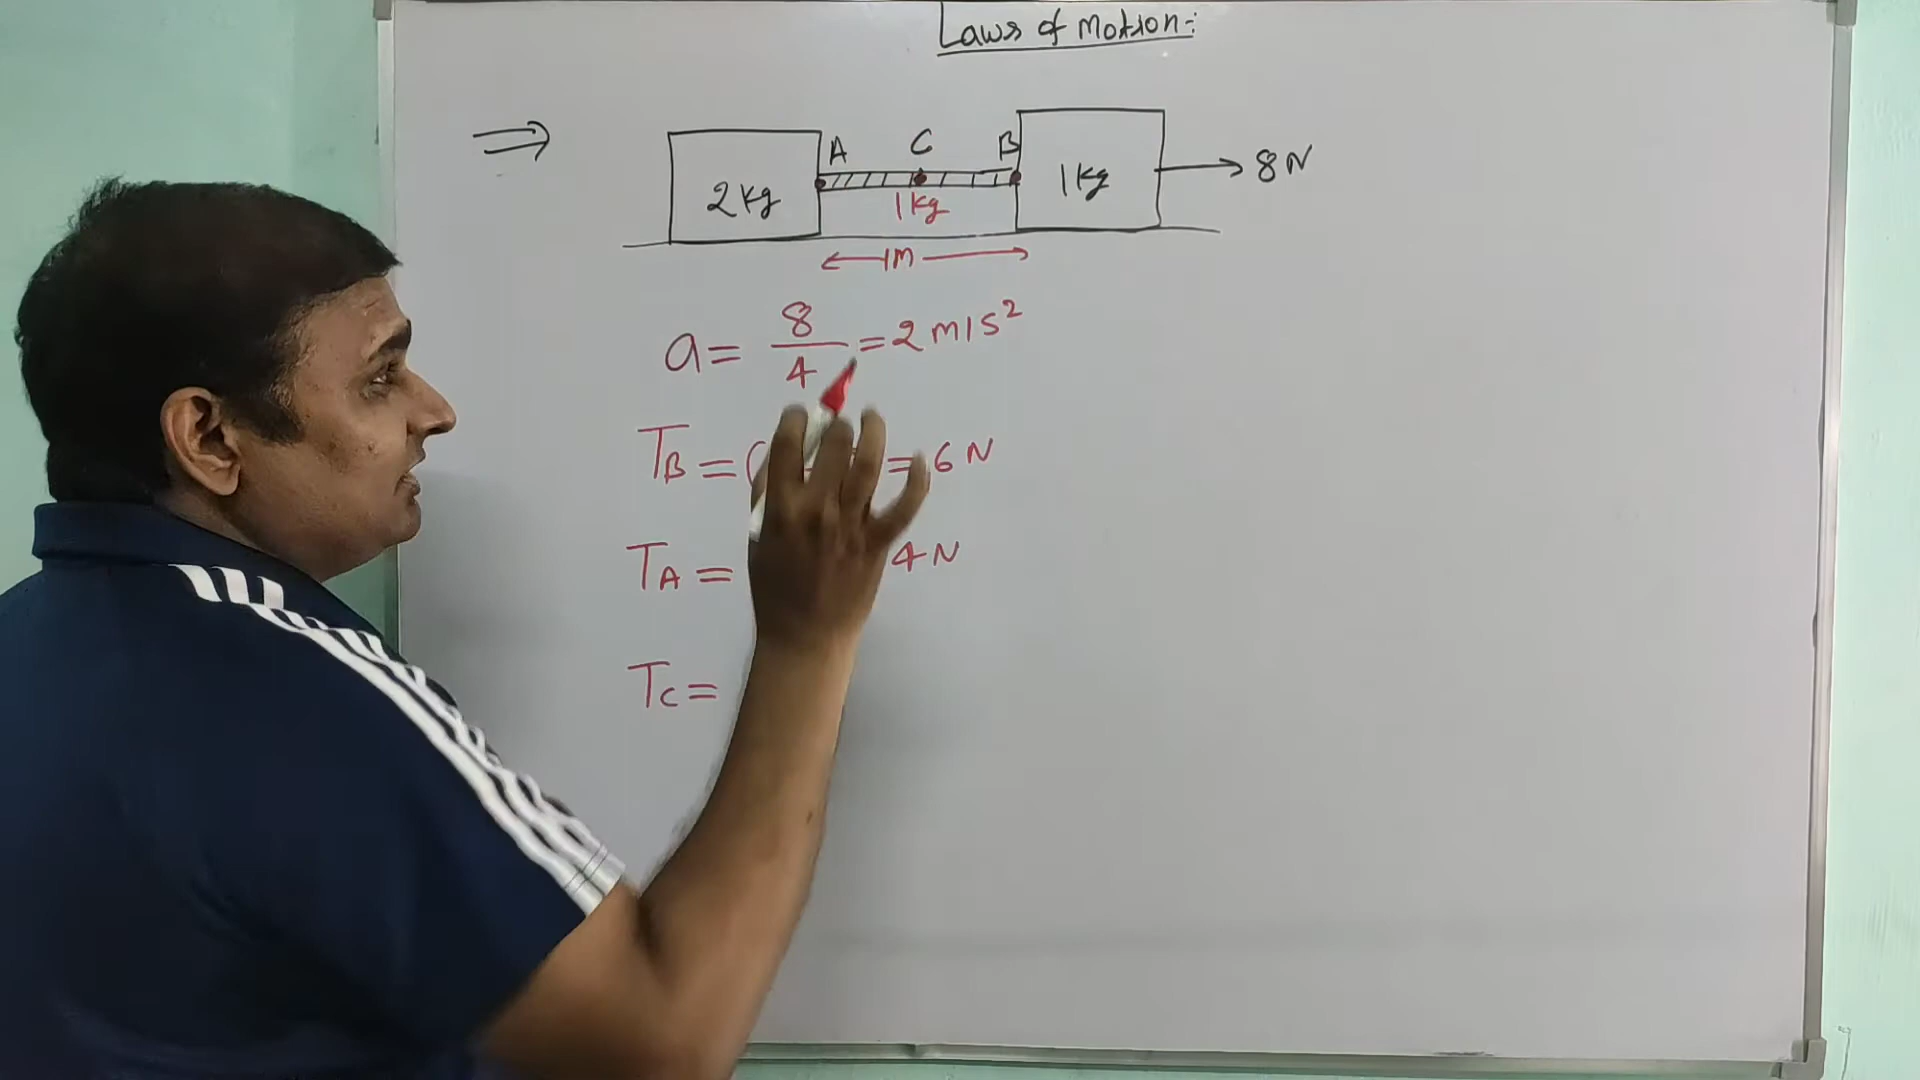 Laws of motion:-
⇒
A C B
2 kg 1 kg 1 kg → 8 N
1 m
a = 8/4 = 2 m/s²
T_B = ( = 6 N
T_A = 4 N
T_C =